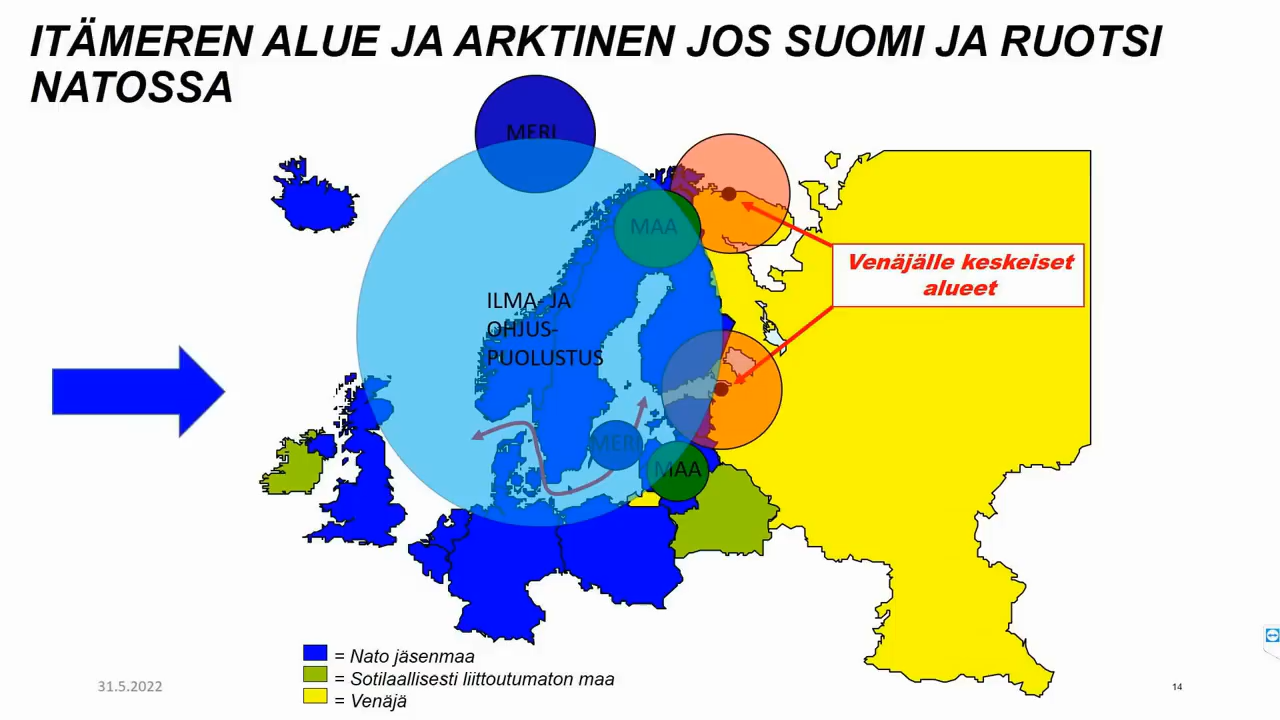 ITÄMEREN ALUE JA ARKTINEN JOS SUOMI JA RUOTSI
NATOSSA
MERI
MAA
Venäjälle keskeiset
alueet
ILMA- JA
OHJUS-
PUOLUSTUS
MERI
MAA
= Nato jäsenmaa
= Sotilaallisesti liittoutumaton maa
= Venäjä
31.5.2022
14